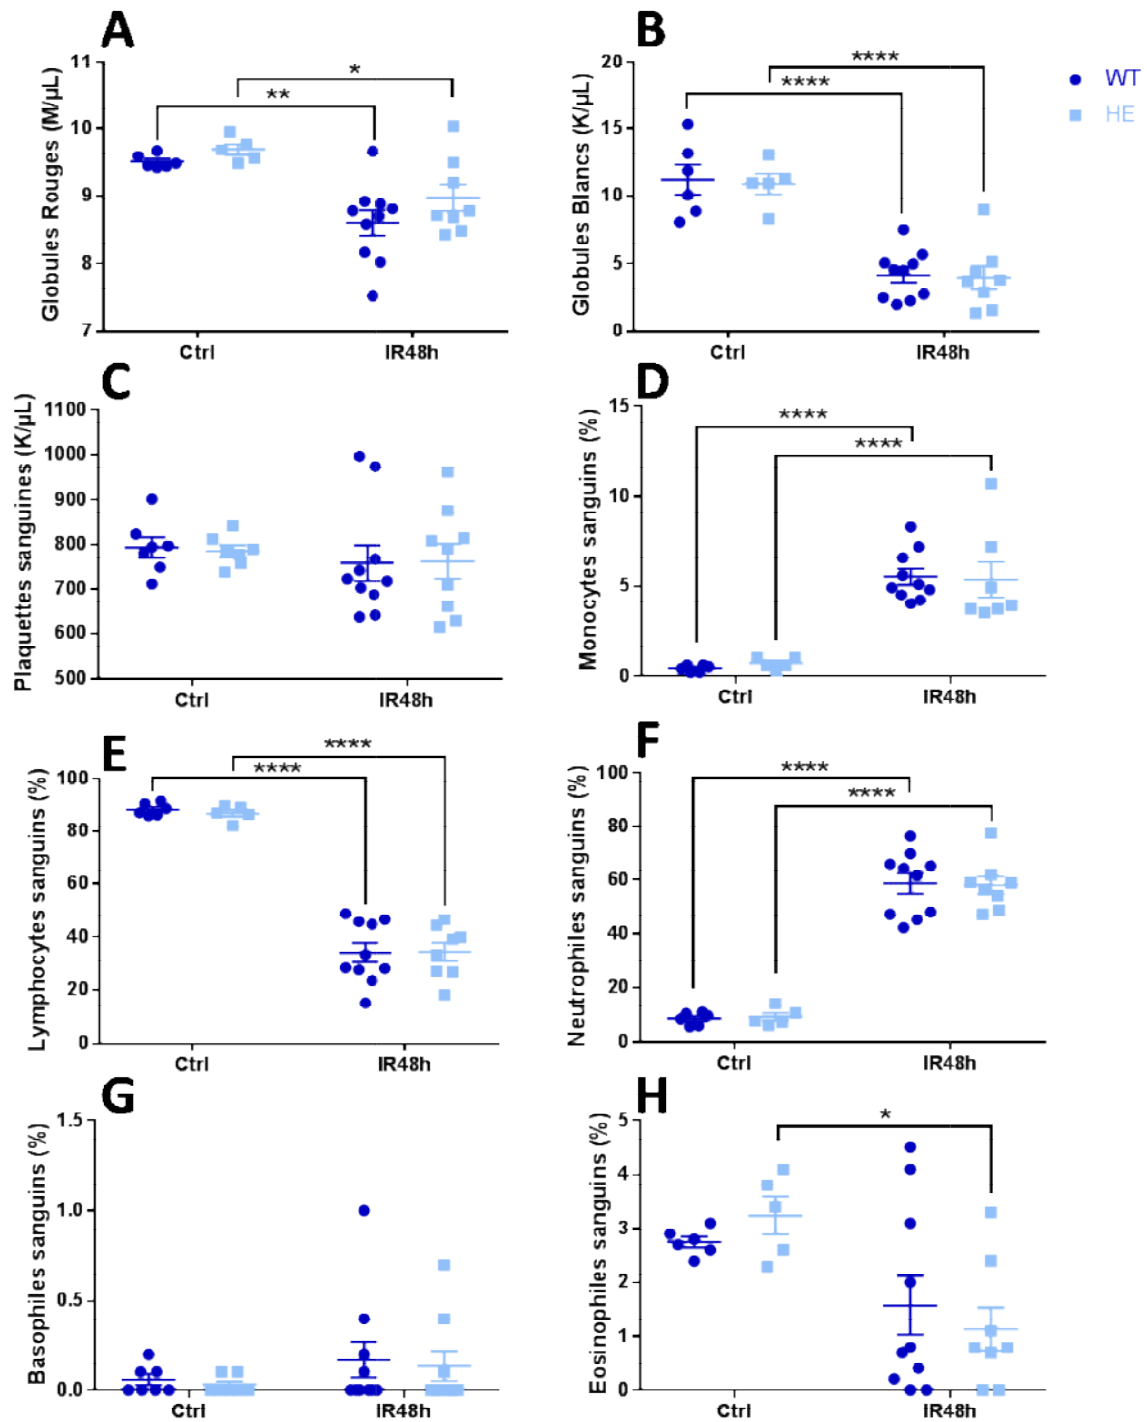 A
Globules Rouges (M/µL)
11
10
9
8
7
*
**
Ctrl
IR48h
B
Globules Blancs (K/µL)
20
15
10
5
0
****
****
Ctrl
IR48h
WT
HE
C
Plaquettes sanguines (K/µL)
1100
1000
900
800
700
600
500
Ctrl
IR48h
D
Monocytes sanguins (%)
15
10
5
0
****
****
Ctrl
IR48h
E
Lymphocytes sanguins (%)
100
80
60
40
20
0
****
****
Ctrl
IR48h
F
Neutrophiles sanguins (%)
100
80
60
40
20
0
****
****
Ctrl
IR48h
G
Basophiles sanguins (%)
1.5
1.0
0.5
0.0
Ctrl
IR48h
H
Eosinophiles sanguins (%)
5
4
3
2
1
0
*
Ctrl
IR48h